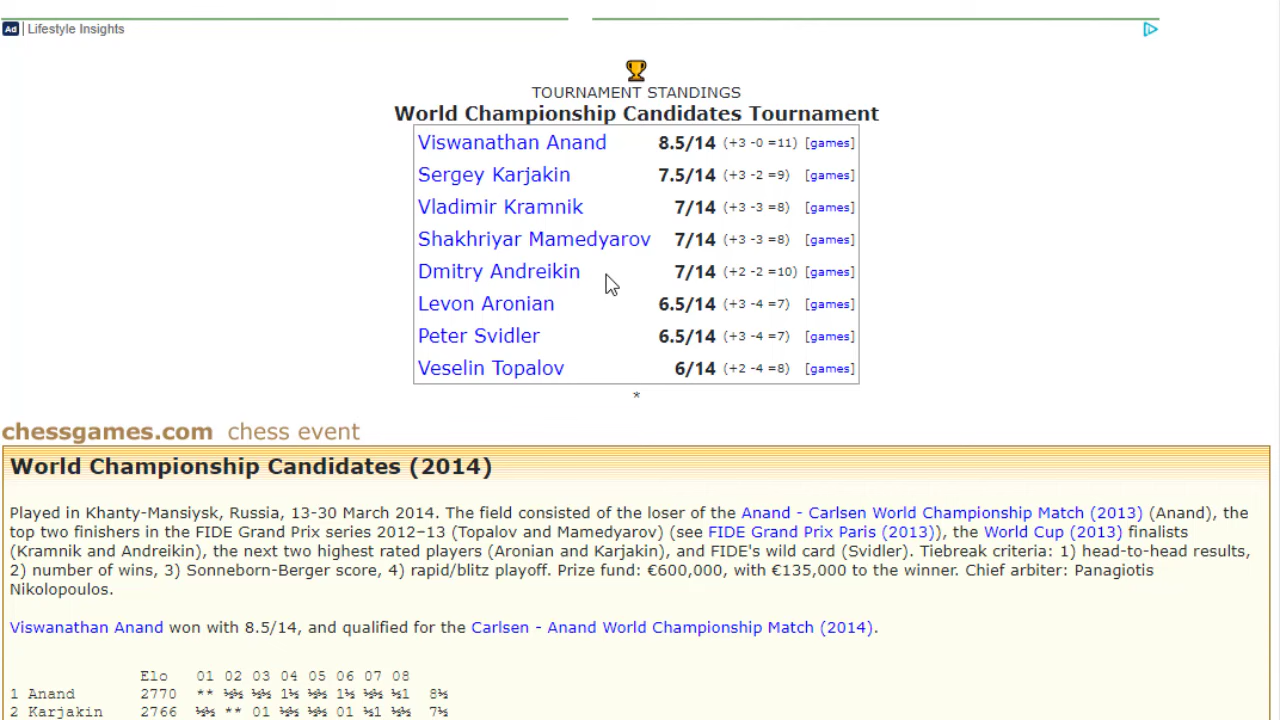 Ad | Lifestyle Insights
TOURNAMENT STANDINGS
World Championship Candidates Tournament
Viswanathan Anand 8.5/14 (+3 -0 =11) [games]
Sergey Karjakin 7.5/14 (+3 -2 =9) [games]
Vladimir Kramnik 7/14 (+3 -3 =8) [games]
Shakhriyar Mamedyarov 7/14 (+3 -3 =8) [games]
Dmitry Andreikin 7/14 (+2 -2 =10) [games]
Levon Aronian 6.5/14 (+3 -4 =7) [games]
Peter Svidler 6.5/14 (+3 -4 =7) [games]
Veselin Topalov 6/14 (+2 -4 =8) [games]
*
chessgames.com chess event
World Championship Candidates (2014)
Played in Khanty-Mansiysk, Russia, 13-30 March 2014. The field consisted of the loser of the Anand - Carlsen World Championship Match (2013) (Anand), the
top two finishers in the FIDE Grand Prix series 2012–13 (Topalov and Mamedyarov) (see FIDE Grand Prix Paris (2013)), the World Cup (2013) finalists
(Kramnik and Andreikin), the next two highest rated players (Aronian and Karjakin), and FIDE's wild card (Svidler). Tiebreak criteria: 1) head-to-head results,
2) number of wins, 3) Sonneborn-Berger score, 4) rapid/blitz playoff. Prize fund: €600,000, with €135,000 to the winner. Chief arbiter: Panagiotis
Nikolopoulos.
Viswanathan Anand won with 8.5/14, and qualified for the Carlsen - Anand World Championship Match (2014).
Elo 01 02 03 04 05 06 07 08
1 Anand 2770 ** ½½ ½½ 1½ ½½ 1½ ½½ ½1 8½
2 Karjakin 2766 ½½ ** 01 ½½ ½½ 01 ½1 ½½ 7½